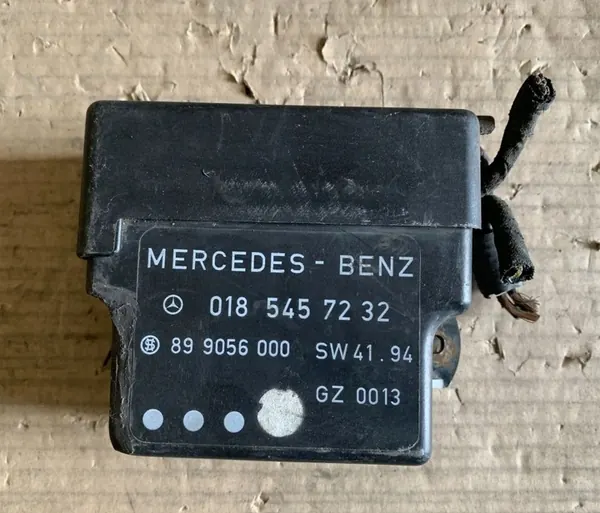 MERCEDES - BENZ
018 545 72 32
89 9056 000 SW 41.94
GZ 0013